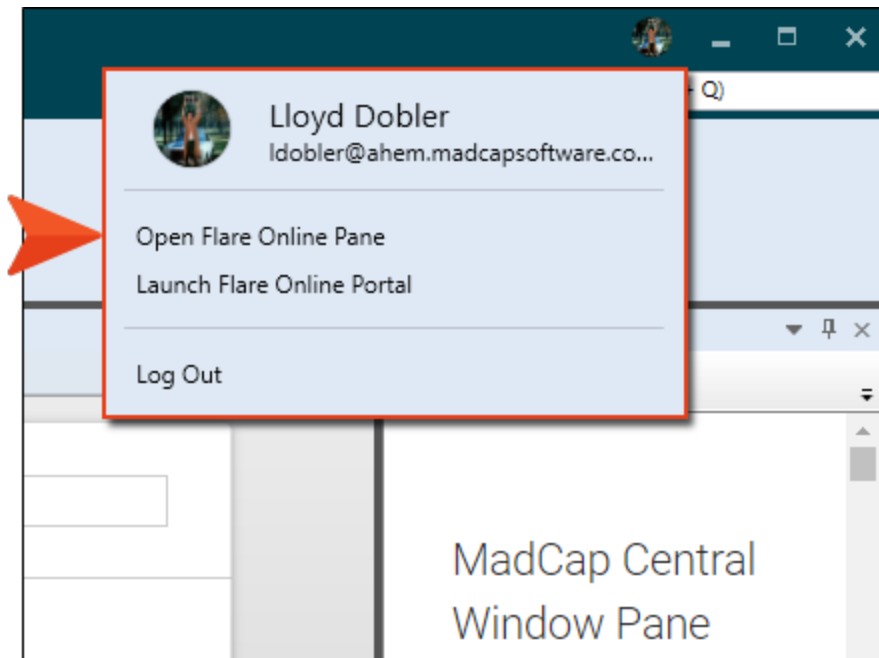 + Q)
Lloyd Dobler
ldobler@ahem.madcapsoftware.co...
Open Flare Online Pane
Launch Flare Online Portal
Log Out
MadCap Central
Window Pane